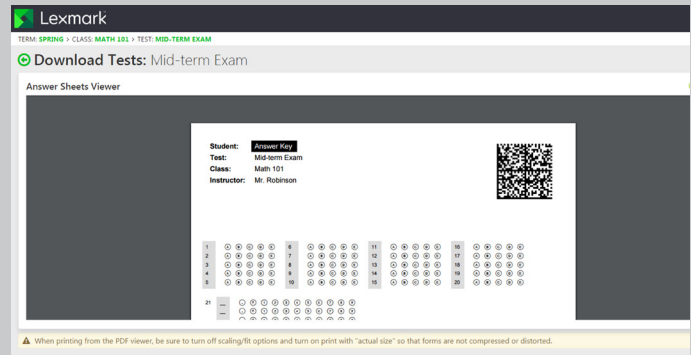 Lexmark
TERM: SPRING > CLASS: MATH 101 > TEST: MID-TERM EXAM
Download Tests: Mid-term Exam
Answer Sheets Viewer
Student: Answer Key
Test: Mid-term Exam
Class: Math 101
Instructor: Mr. Robinson
1 A B C D E 6 A B C D E 11 A B C D E 16 A B C D E
2 A B C D E 7 A B C D E 12 A B C D E 17 A B C D E
3 A B C D E 8 A B C D E 13 A B C D E 18 A B C D E
4 A B C D E 9 A B C D E 14 A B C D E 19 A B C D E
5 A B C D E 10 A B C D E 15 A B C D E 20 A B C D E
21
When printing from the PDF viewer, be sure to turn off scaling/fit options and turn on print with "actual size" so that forms are not compressed or distorted.